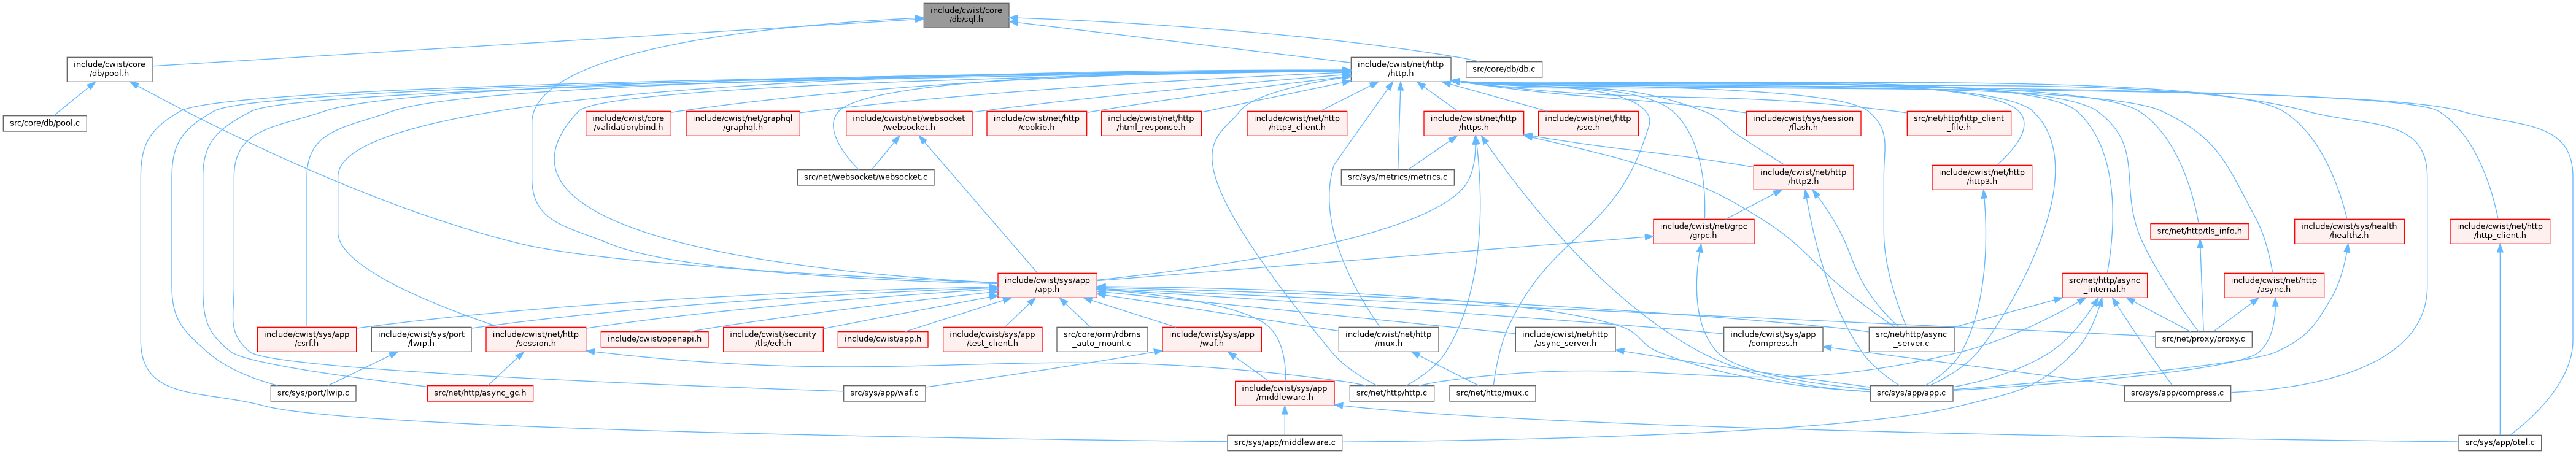 include/cwist/core
/db/sql.h
include/cwist/core
/db/pool.h
include/cwist/net/http
/http.h
src/core/db/db.c
src/core/db/pool.c
include/cwist/core
/validation/bind.h
include/cwist/net/graphql
/graphql.h
include/cwist/net/websocket
/websocket.h
include/cwist/net/http
/cookie.h
include/cwist/net/http
/html_response.h
include/cwist/net/http
/http3_client.h
include/cwist/net/http
/https.h
include/cwist/net/http
/sse.h
include/cwist/sys/session
/flash.h
src/net/http/http_client
_file.h
src/net/websocket/websocket.c
src/sys/metrics/metrics.c
include/cwist/net/http
/http2.h
include/cwist/net/http
/http3.h
include/cwist/net/grpc
/grpc.h
src/net/http/tls_info.h
include/cwist/sys/health
/healthz.h
include/cwist/net/http
/http_client.h
include/cwist/sys/app
/app.h
src/net/http/async
_internal.h
include/cwist/net/http
/async.h
include/cwist/sys/app
/csrf.h
include/cwist/sys/port
/lwip.h
include/cwist/net/http
/session.h
include/cwist/openapi.h
include/cwist/security
/tls/ech.h
include/cwist/app.h
include/cwist/sys/app
/test_client.h
src/core/orm/rdbms
_auto_mount.c
include/cwist/sys/app
/waf.h
include/cwist/net/http
/mux.h
include/cwist/net/http
/async_server.h
include/cwist/sys/app
/compress.h
src/net/http/async
_server.c
src/net/proxy/proxy.c
src/sys/port/lwip.c
src/net/http/async_gc.h
src/sys/app/waf.c
include/cwist/sys/app
/middleware.h
src/net/http/http.c
src/net/http/mux.c
src/sys/app/app.c
src/sys/app/compress.c
src/sys/app/middleware.c
src/sys/app/otel.c